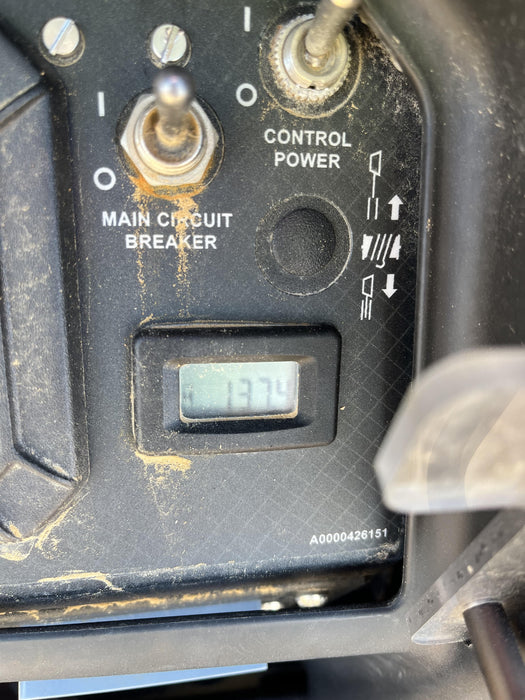 I
O
CONTROL
POWER
I
O
MAIN CIRCUIT
BREAKER
1374
A0000426151